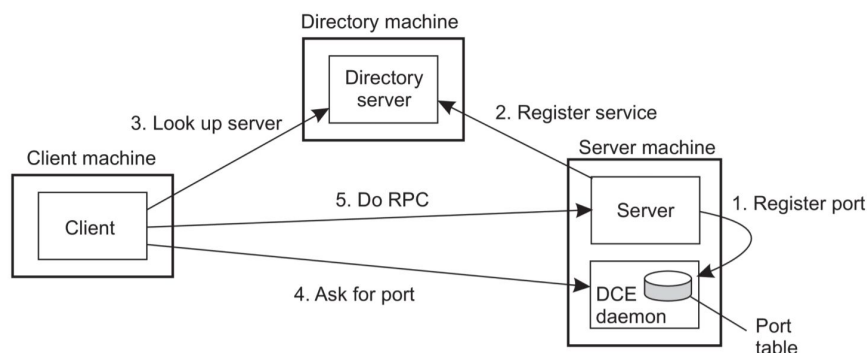 Directory machine
Directory
server
3. Look up server
2. Register service
Client machine
Server machine
Client
5. Do RPC
Server
1. Register port
4. Ask for port
DCE
daemon
Port
table